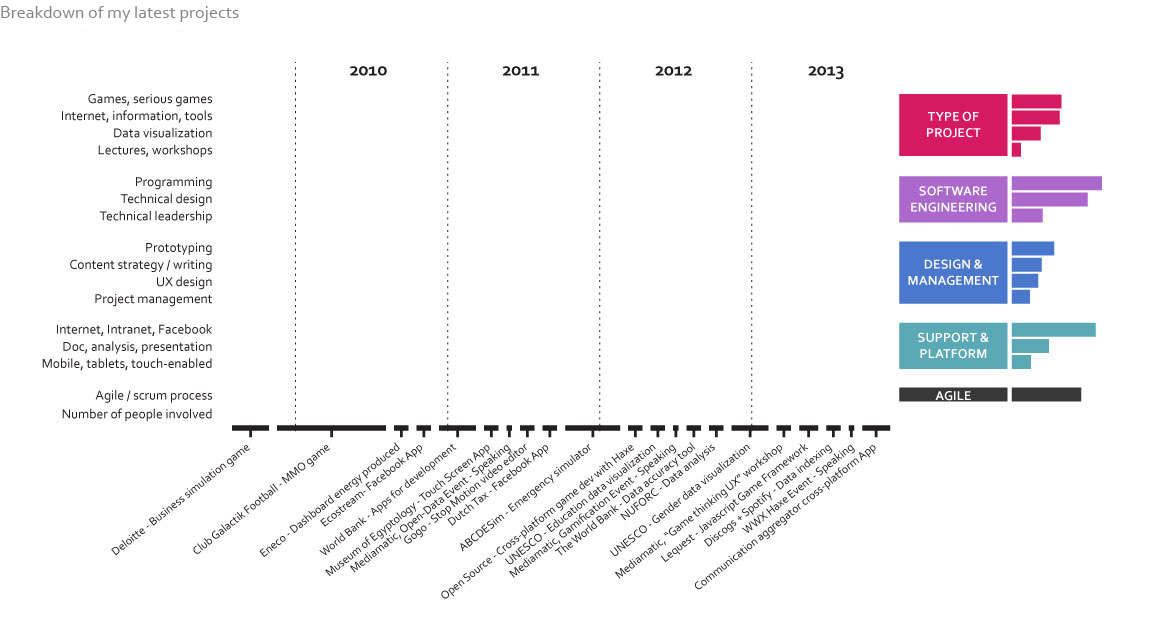 Breakdown of my latest projects
2010
2011
2012
2013
Games, serious games
Internet, information, tools
Data visualization
Lectures, workshops
TYPE OF
PROJECT
Programming
Technical design
Technical leadership
SOFTWARE
ENGINEERING
Prototyping
Content strategy / writing
UX design
Project management
DESIGN &
MANAGEMENT
Internet, Intranet, Facebook
Doc, analysis, presentation
Mobile, tablets, touch-enabled
SUPPORT &
PLATFORM
Agile / scrum process
AGILE
Number of people involved
Deloitte - Business simulation game
Club Galactik Football - MMO game
Eneco - Dashboard energy produced
Ecostream- Facebook App
World Bank - Apps for development
Museum of Egyptology - Touch Screen App
Mediamatic, Open-Data Event - Speaking
Gogo - Stop Motion video editor
Dutch Tax - Facebook App
ABCDESim - Emergency simulator
Open Source - Cross-platform game dev with Haxe
UNESCO - Education data visualization
Mediamatic, Gamification Event - Speaking
The World Bank - Data accuracy tool
NUFORC - Data analysis
UNESCO - Gender data visualization
Mediamatic, "Game thinking UX" workshop
Lequest - Javascript Game Framework
Discogs + Spotify - Data indexing
WWX Haxe Event - Speaking
Communication aggregator cross-platform App